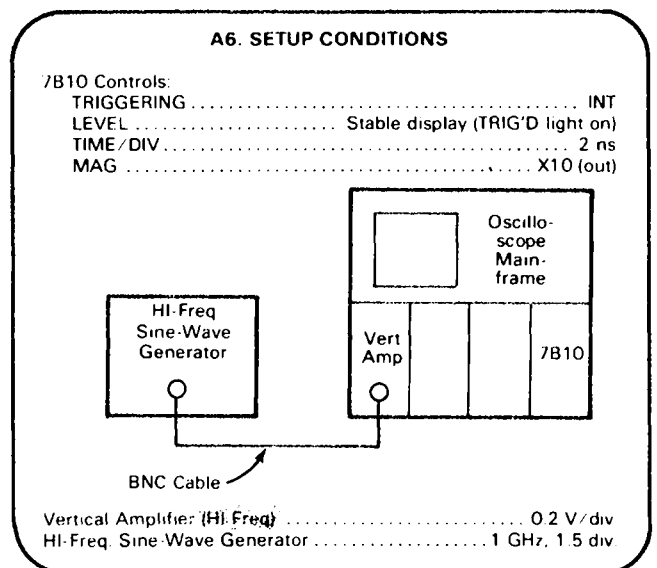 A6. SETUP CONDITIONS
7B10 Controls:
TRIGGERING ........ INT
LEVEL ........ Stable display (TRIG'D light on)
TIME/DIV ........ 2 ns
MAG ........ X10 (out)
Oscillo-
scope
Main-
frame
HI-Freq
Sine-Wave
Generator
Vert
Amp
7B10
BNC Cable
Vertical Amplifier (HI-Freq) ........ 0.2 V/div
HI-Freq. Sine-Wave Generator ........ 1 GHz, 1.5 div.